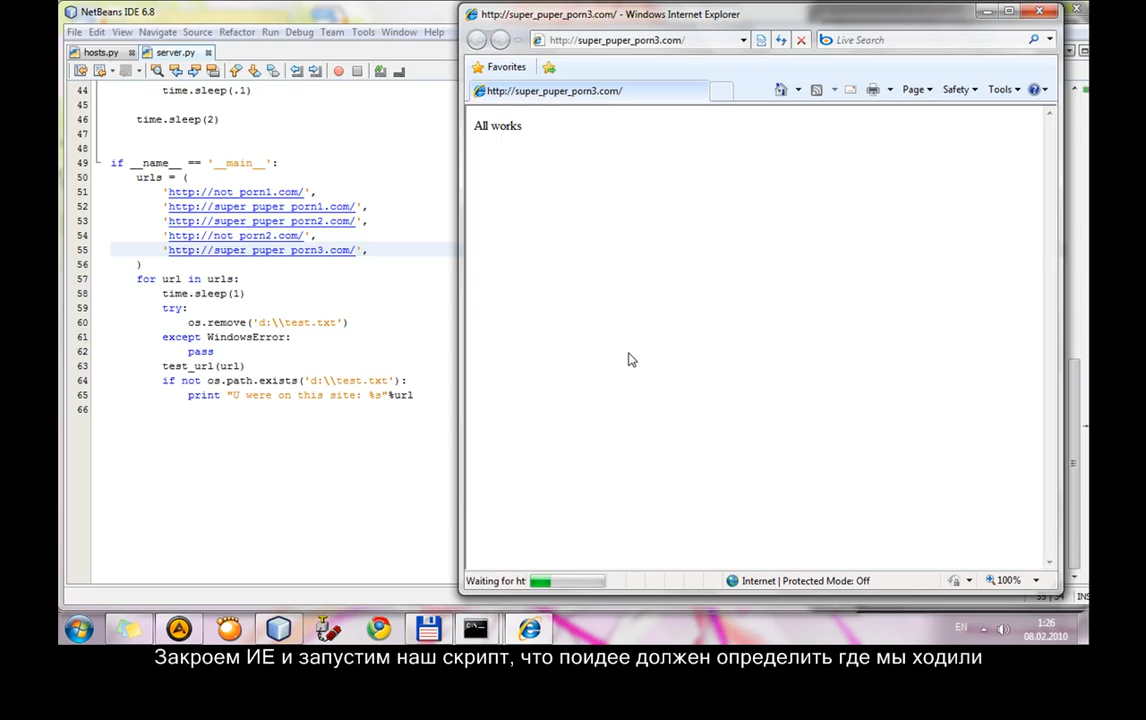 NetBeans IDE 6.8
File Edit View Navigate Source Refactor Run Debug Team Tools Window Help
hosts.py server.py
44 time.sleep(.1)
45
46 time.sleep(2)
47
48
49 if __name__ == '__main__':
50 urls = (
51 'http://not_porn1.com/',
52 'http://super_puper_porn1.com/',
53 'http://super_puper_porn2.com/',
54 'http://not_porn2.com/',
55 'http://super_puper_porn3.com/',
56 )
57 for url in urls:
58 time.sleep(1)
59 try:
60 os.remove('d:\\test.txt')
61 except WindowsError:
62 pass
63 test_url(url)
64 if not os.path.exists('d:\\test.txt'):
65 print "U were on this site: %s"%url
66
http://super_puper_porn3.com/ - Windows Internet Explorer
http://super_puper_porn3.com/ Live Search
Favorites
http://super_puper_porn3.com/ Page Safety Tools
All works
Waiting for ht Internet | Protected Mode: Off 100%
EN 1:26
08.02.2010
Закроем ИЕ и запустим наш скрипт, что поидее должен определить где мы ходили